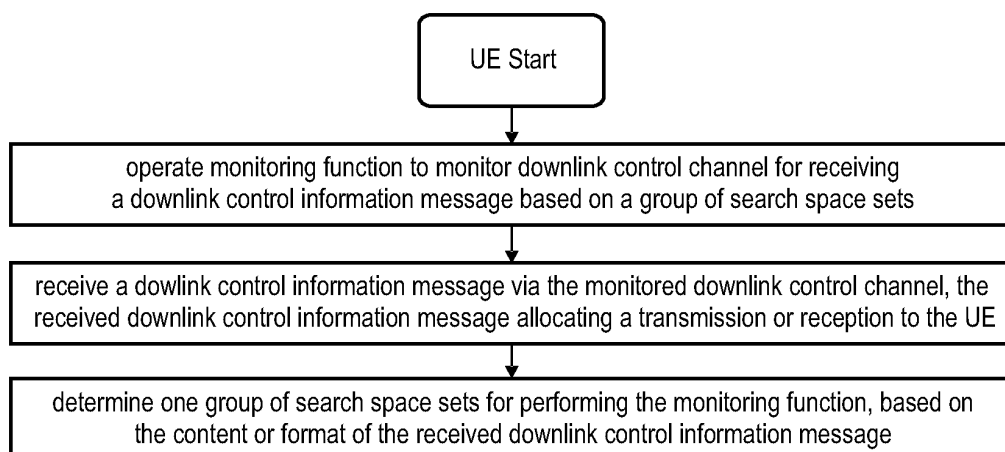 UE Start
operate monitoring function to monitor downlink control channel for receiving
a downlink control information message based on a group of search space sets
receive a dowlink control information message via the monitored downlink control channel, the
received downlink control information message allocating a transmission or reception to the UE
determine one group of search space sets for performing the monitoring function, based on
the content or format of the received downlink control information message